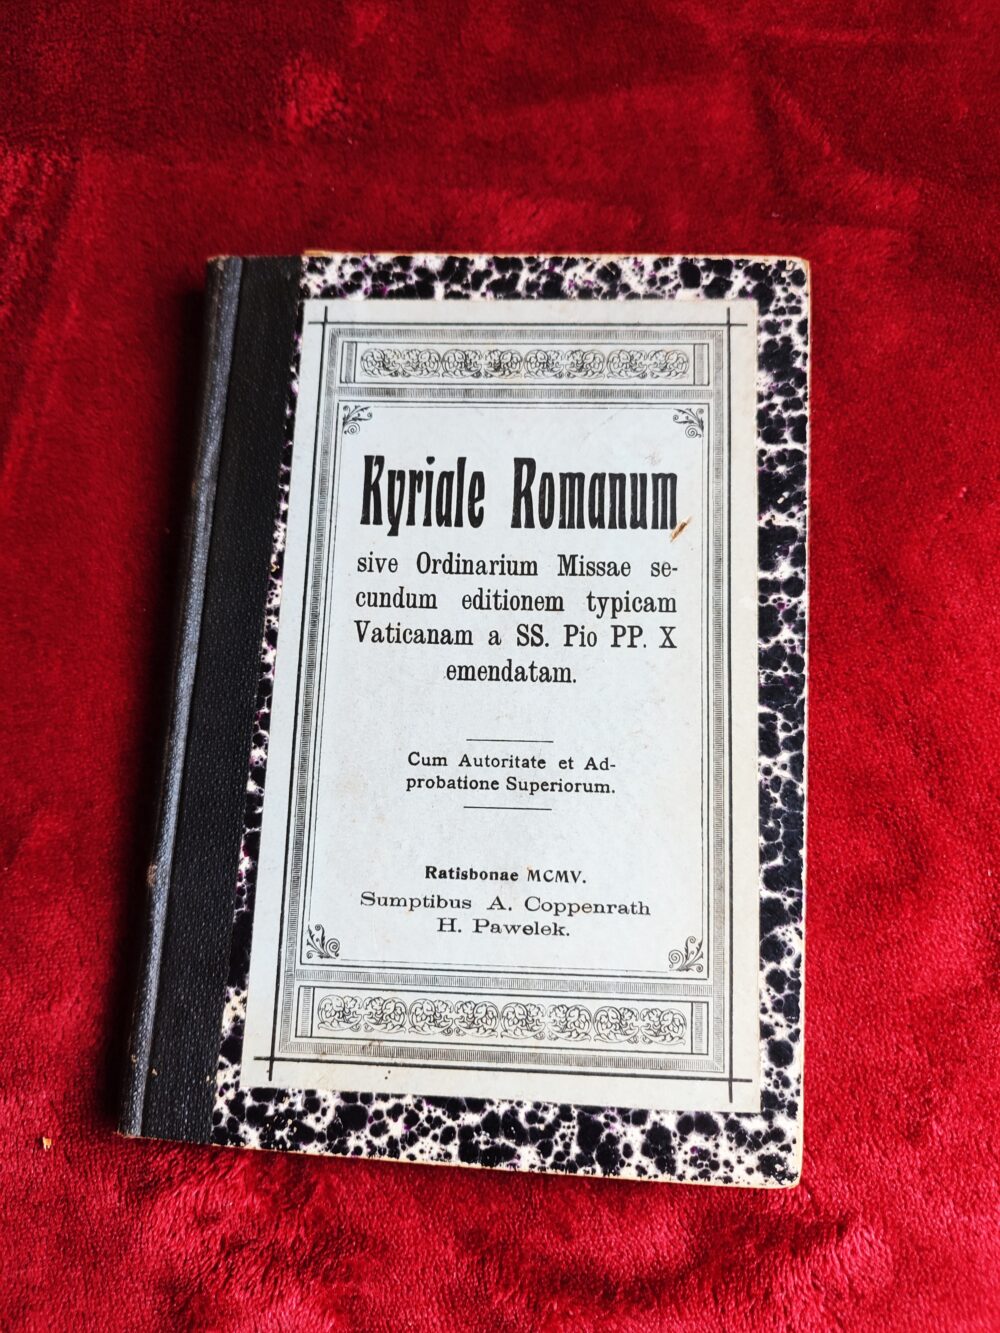 Kyriale Romanum
sive Ordinarium Missae se-
cundum editionem typicam
Vaticanam a SS. Pio PP. X
emendatam.
Cum Autoritate et Ad-
probatione Superiorum.
Ratisbonae MCMV.
Sumptibus A. Coppenrath
H. Pawelek.